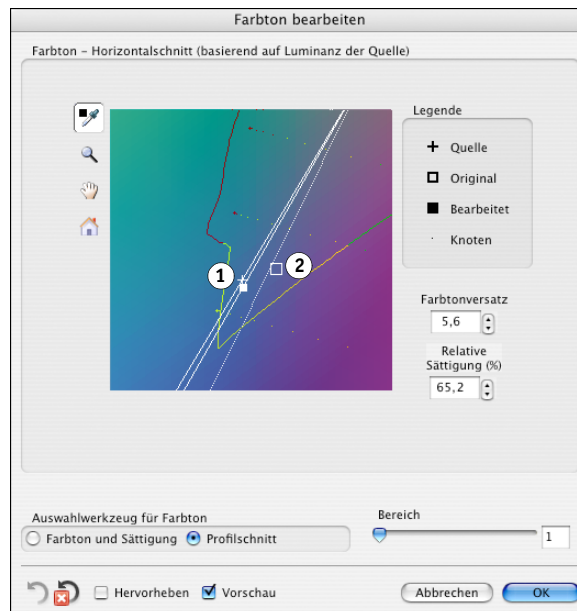 Farbton bearbeiten
Farbton – Horizontalschnitt (basierend auf Luminanz der Quelle)
Legende
Quelle
Original
Bearbeitet
Knoten
1
2
Farbtonversatz
5,6
Relative
Sättigung (%)
65,2
Auswahlwerkzeug für Farbton
Farbton und Sättigung Profilschnitt
Bereich
1
Hervorheben Vorschau Abbrechen OK